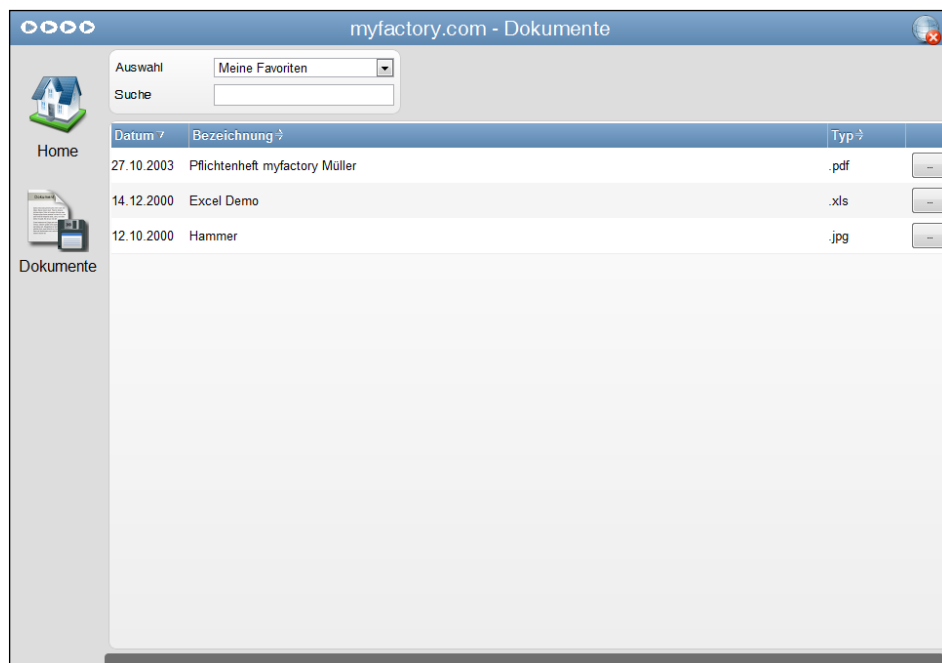 myfactory.com - Dokumente
Auswahl Meine Favoriten
Suche
Home
Dokumente
Datum Bezeichnung Typ
27.10.2003 Pflichtenheft myfactory Müller .pdf
14.12.2000 Excel Demo .xls
12.10.2000 Hammer .jpg